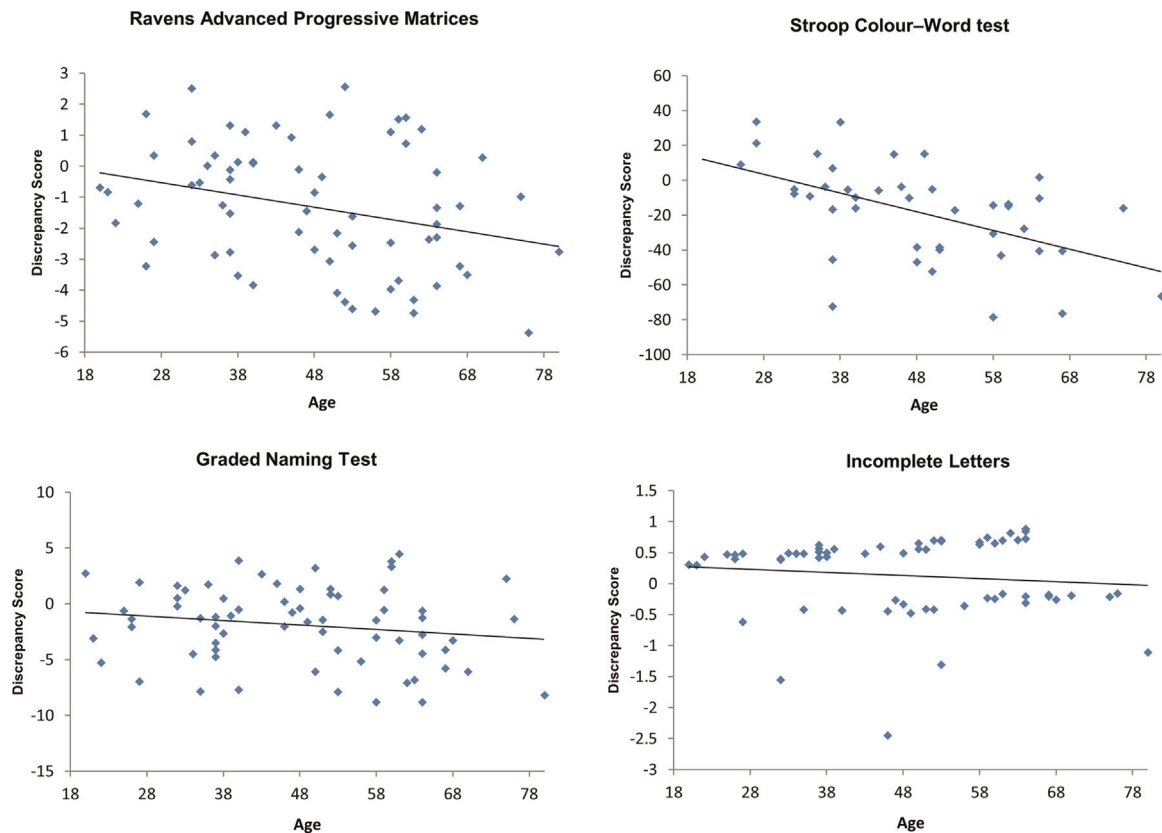 Ravens Advanced Progressive Matrices
Discrepancy Score
3
2
1
0
-1
-2
-3
-4
-5
-6
18 28 38 48 58 68 78
Age
Stroop Colour–Word test
Discrepancy Score
60
40
20
0
-20
-40
-60
-80
-100
18 28 38 48 58 68 78
Age
Graded Naming Test
Discrepancy Score
10
5
0
-5
-10
-15
18 28 38 48 58 68 78
Age
Incomplete Letters
Discrepancy Score
1.5
1
0.5
0
-0.5
-1
-1.5
-2
-2.5
-3
18 28 38 48 58 68 78
Age